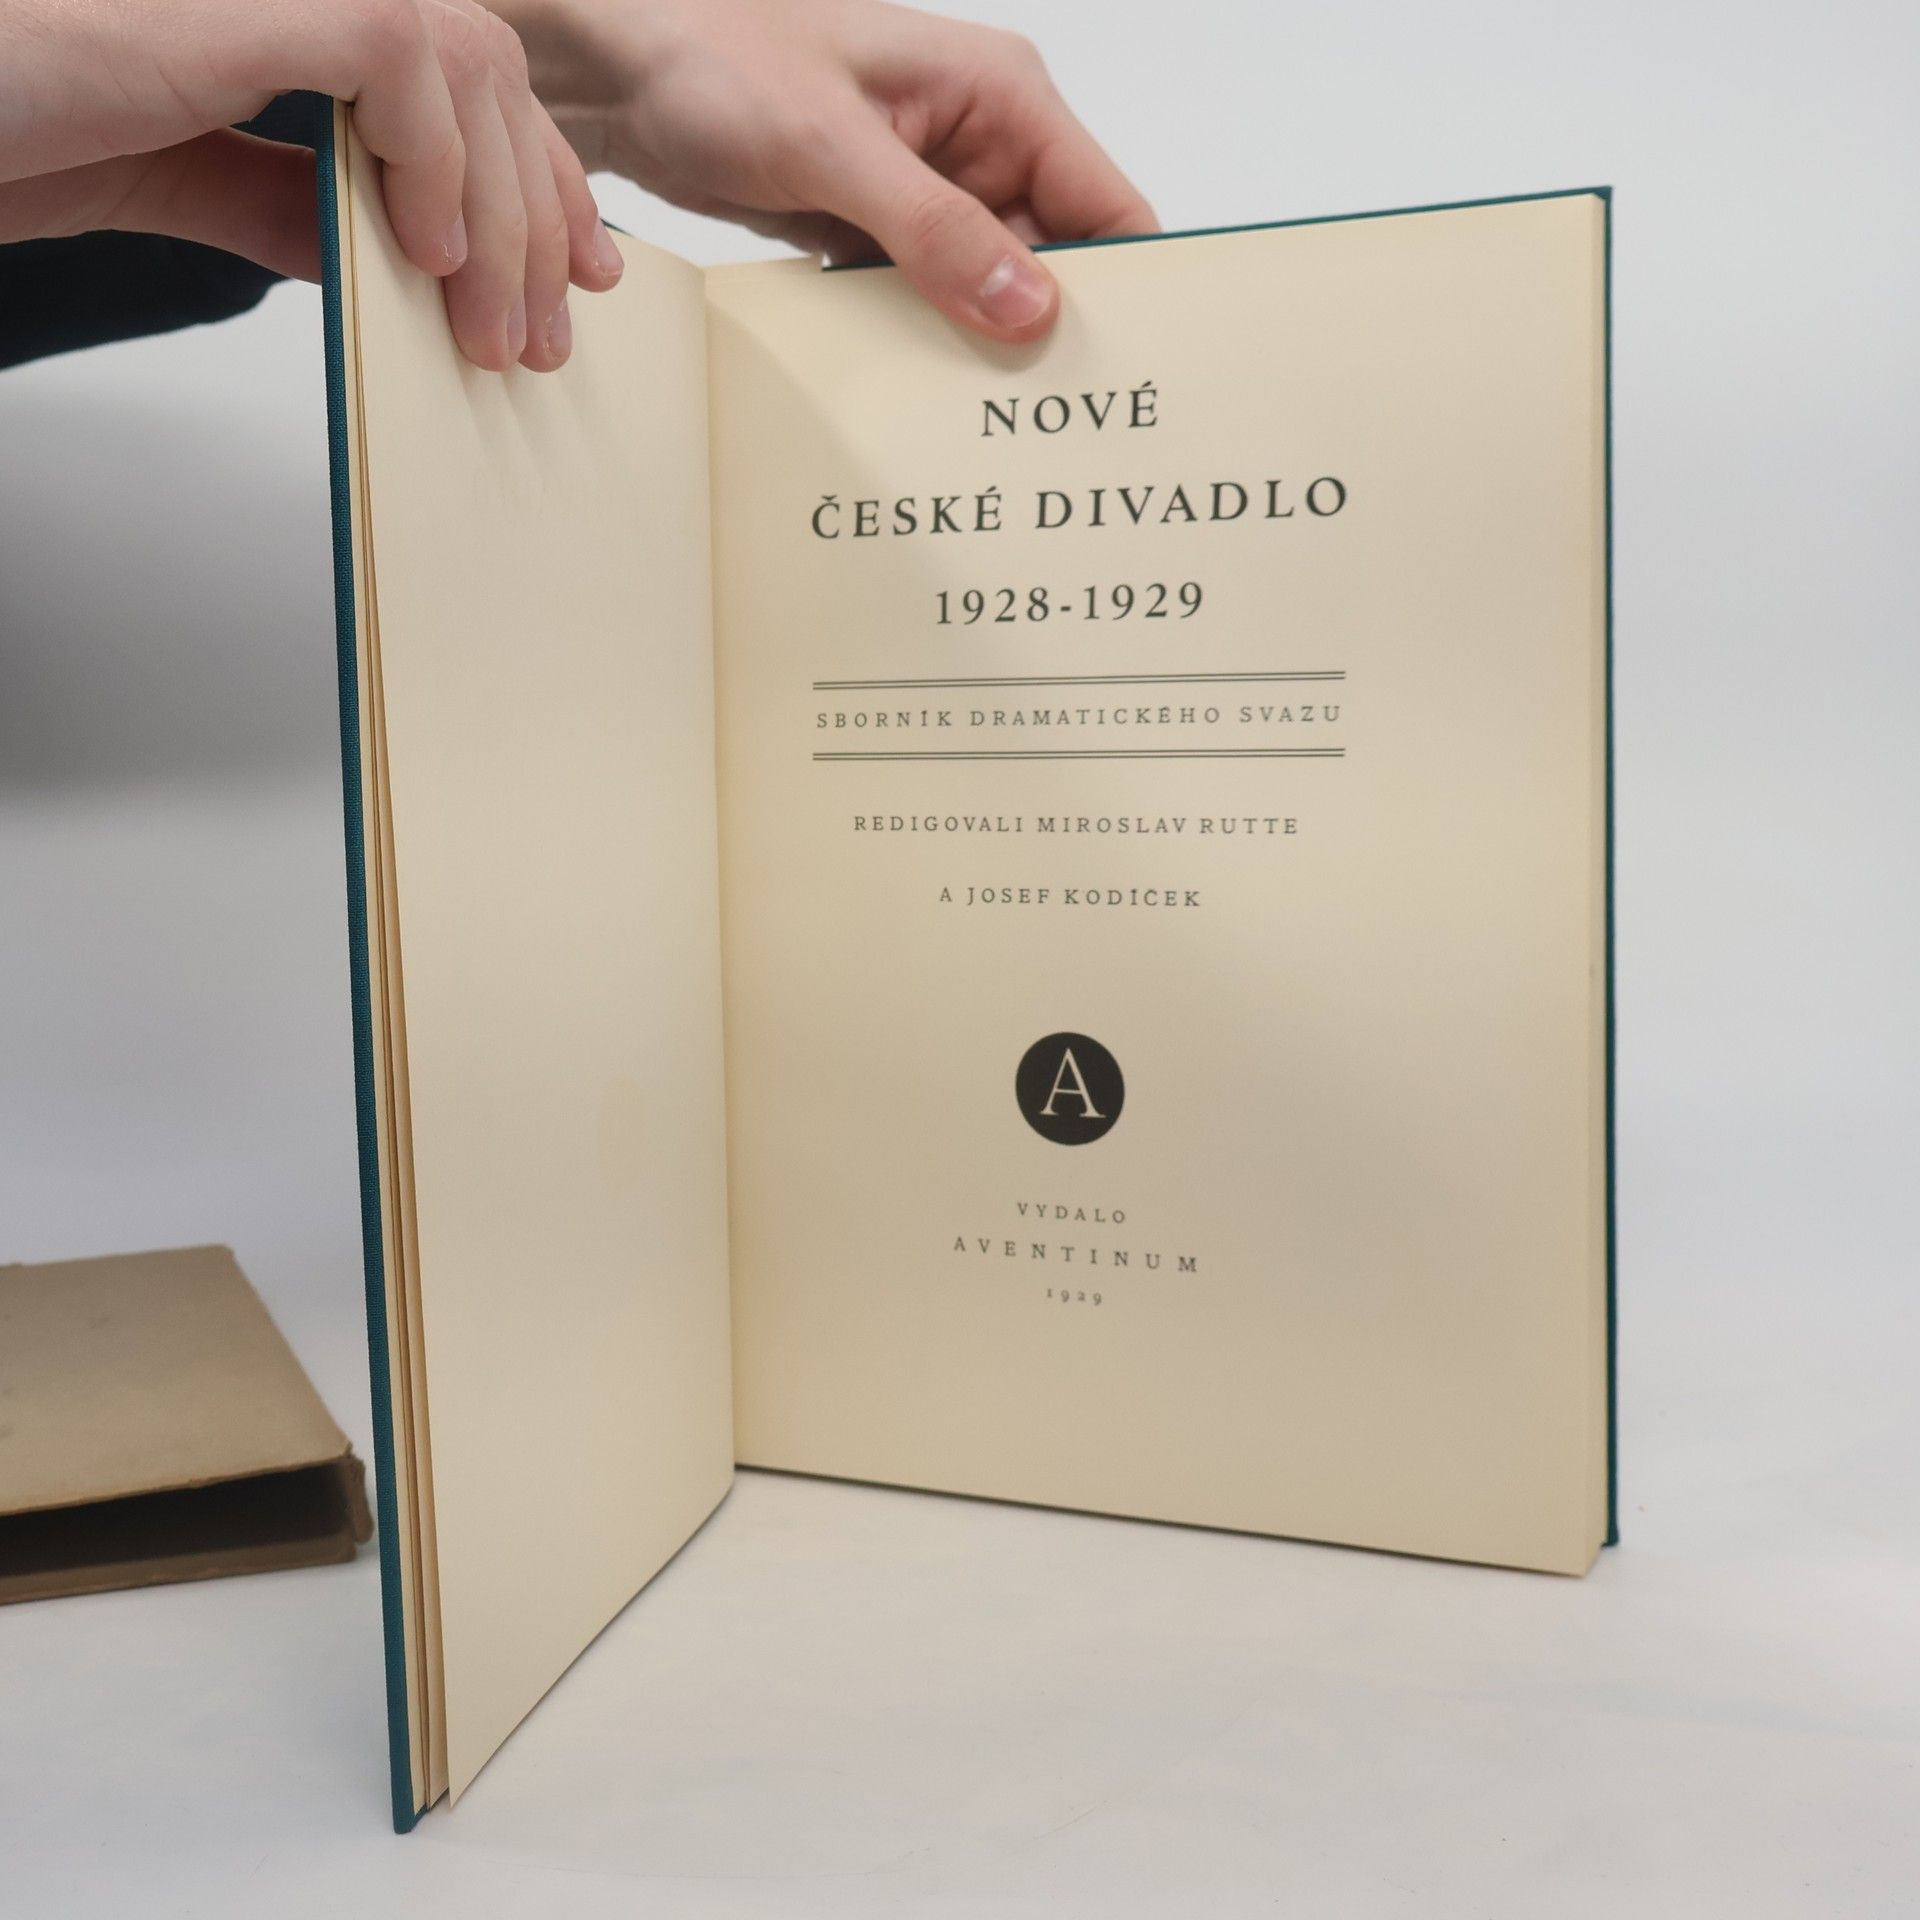 NOVÉ
ČESKÉ DIVADLO
1928-1929
SBORNÍK DRAMATICKÉHO SVAZU
REDIGOVALI MIROSLAV RUTTE
A JOSEF KODÍČEK
A
VYDALO
AVENTINUM
1929